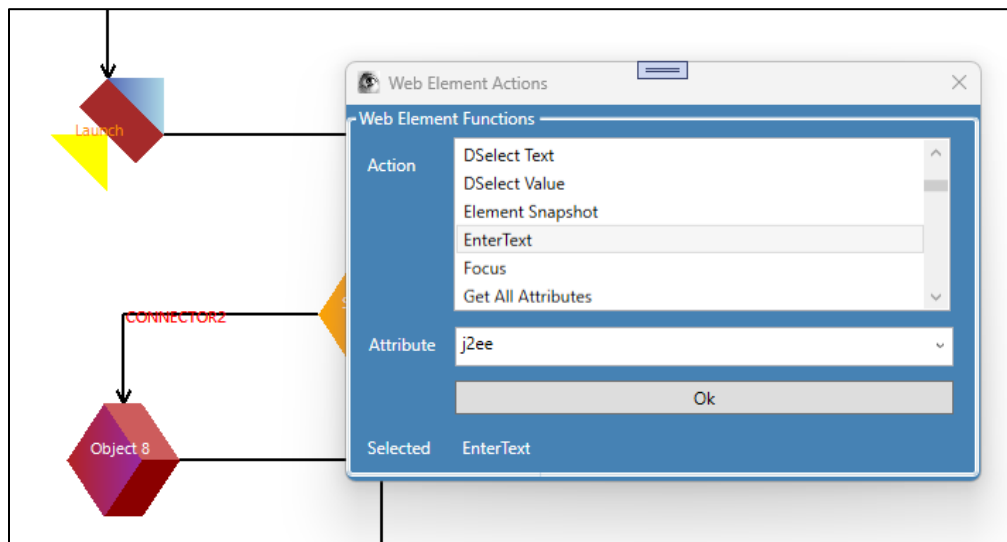 Web Element Actions
Web Element Functions
Launch
Action
DSelect Text
DSelect Value
Element Snapshot
EnterText
Focus
Get All Attributes
CONNECTOR2
Attribute
j2ee
Ok
Object 8
Selected
EnterText